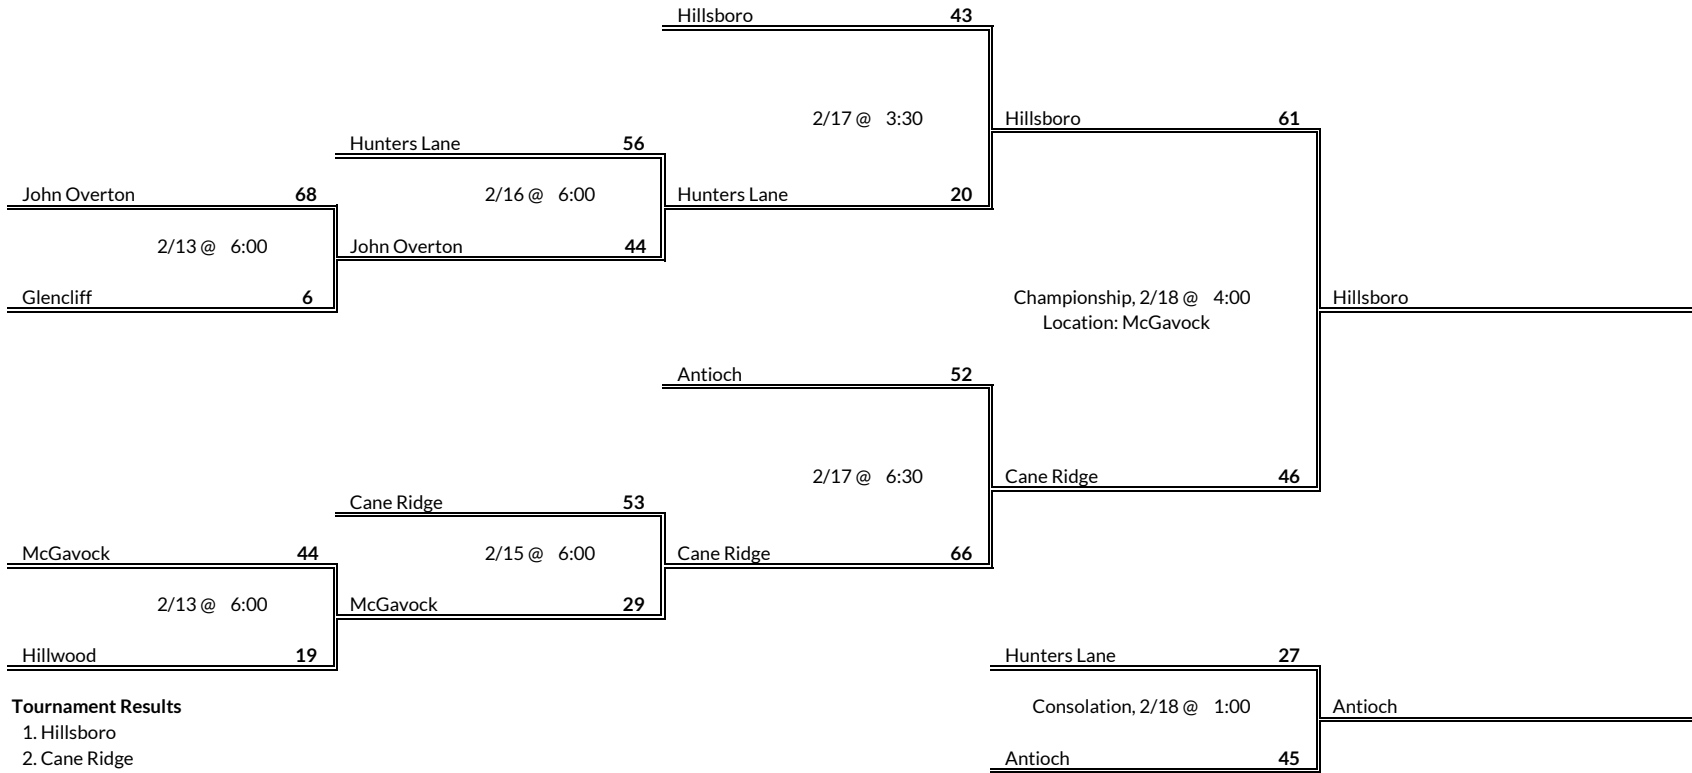 Hillsboro 43
2/17 @ 3:30
Hillsboro 61
Hunters Lane 56
John Overton 68
2/16 @ 6:00
Hunters Lane 20
2/13 @ 6:00
John Overton 44
Glencliff 6
Championship, 2/18 @ 4:00
Location: McGavock
Hillsboro
Antioch 52
2/17 @ 6:30
Cane Ridge 46
Cane Ridge 53
McGavock 44
2/15 @ 6:00
Cane Ridge 66
2/13 @ 6:00
McGavock 29
Hillwood 19
Hunters Lane 27
Consolation, 2/18 @ 1:00
Antioch
Antioch 45
Tournament Results
1. Hillsboro
2. Cane Ridge